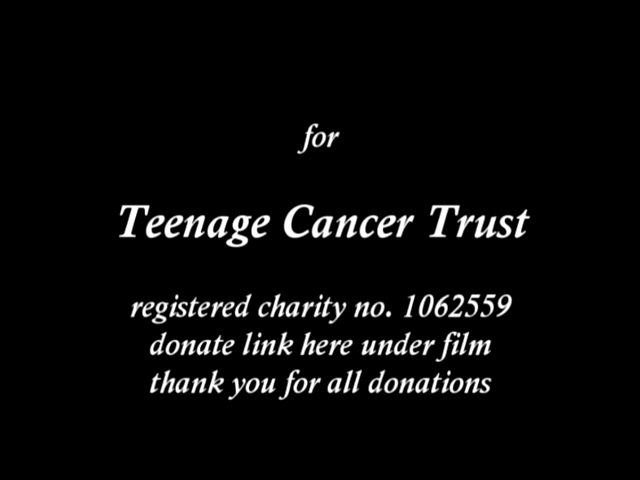 for
Teenage Cancer Trust
registered charity no. 1062559
donate link here under film
thank you for all donations